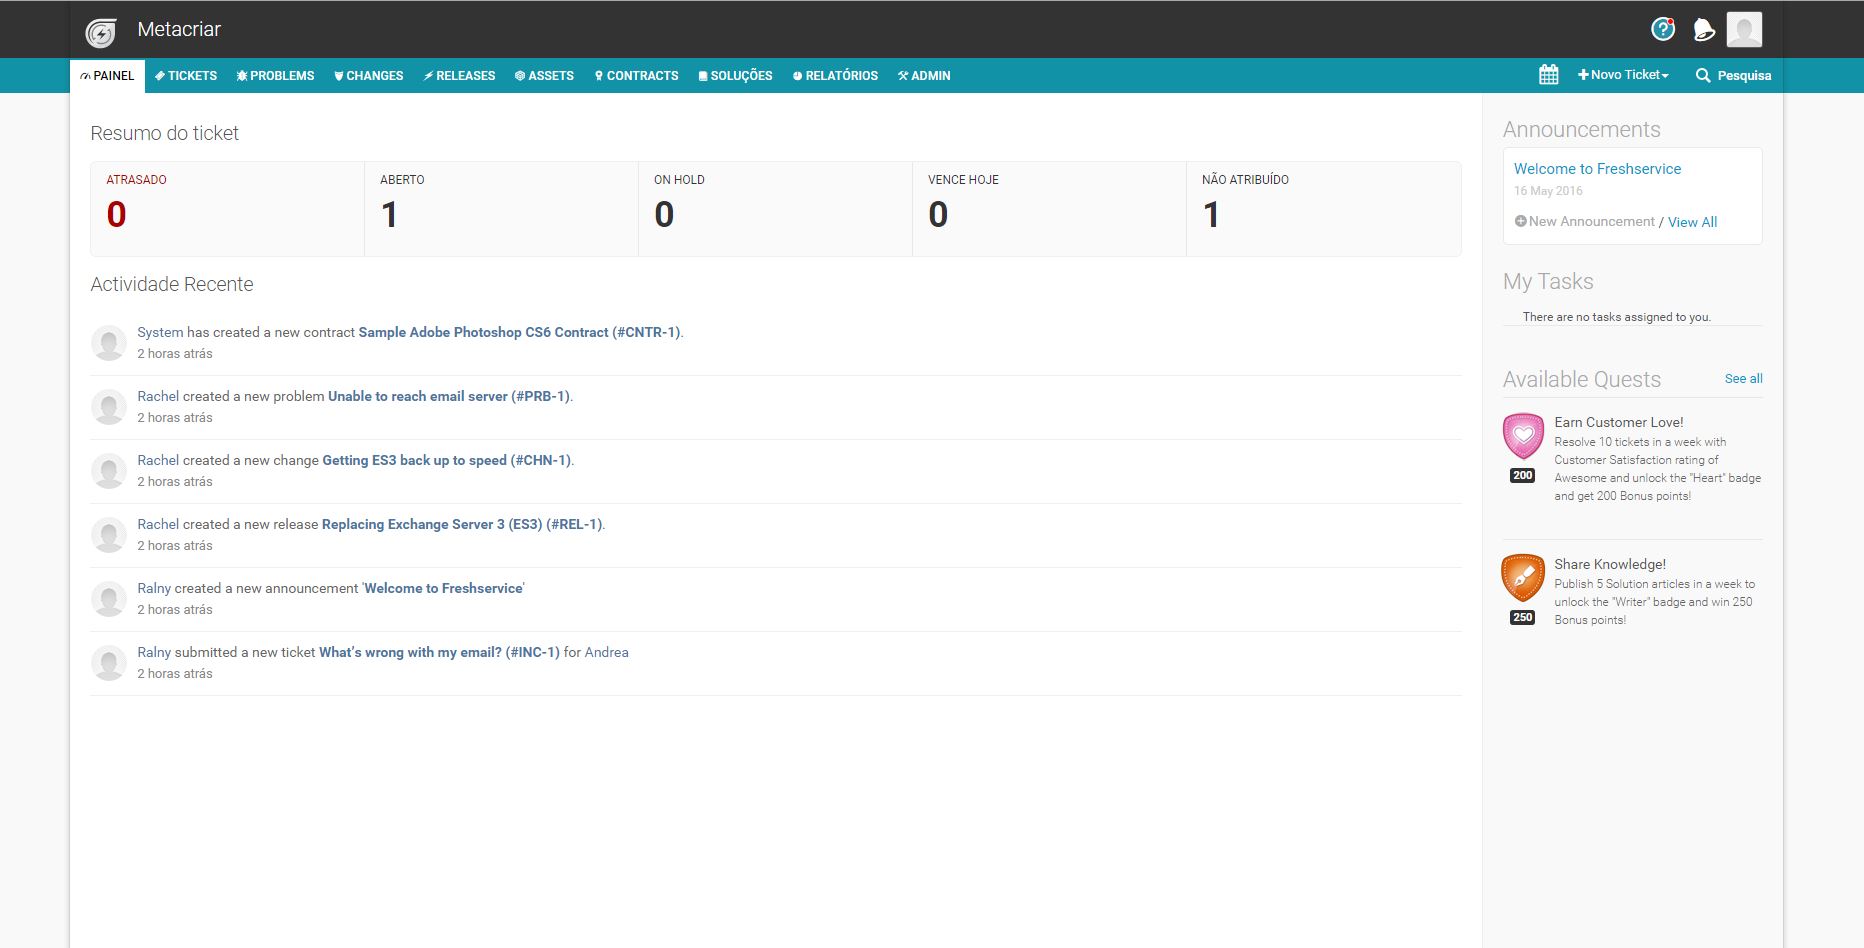 Metacriar
PAINEL TICKETS PROBLEMS CHANGES RELEASES ASSETS CONTRACTS SOLUÇÕES RELATÓRIOS ADMIN Novo Ticket Pesquisa
Resumo do ticket
ATRASADO
0
ABERTO
1
ON HOLD
0
VENCE HOJE
0
NÃO ATRIBUÍDO
1
Actividade Recente
System has created a new contract Sample Adobe Photoshop CS6 Contract (#CNTR-1).
2 horas atrás
Rachel created a new problem Unable to reach email server (#PRB-1).
2 horas atrás
Rachel created a new change Getting ES3 back up to speed (#CHN-1).
2 horas atrás
Rachel created a new release Replacing Exchange Server 3 (ES3) (#REL-1).
2 horas atrás
Ralny created a new announcement 'Welcome to Freshservice'
2 horas atrás
Ralny submitted a new ticket What's wrong with my email? (#INC-1) for Andrea
2 horas atrás
Announcements
Welcome to Freshservice
16 May 2016
New Announcement / View All
My Tasks
There are no tasks assigned to you.
Available Quests See all
Earn Customer Love!
Resolve 10 tickets in a week with
Customer Satisfaction rating of
Awesome and unlock the "Heart" badge
and get 200 Bonus points!
200
Share Knowledge!
Publish 5 Solution articles in a week to
unlock the "Writer" badge and win 250
Bonus points!
250